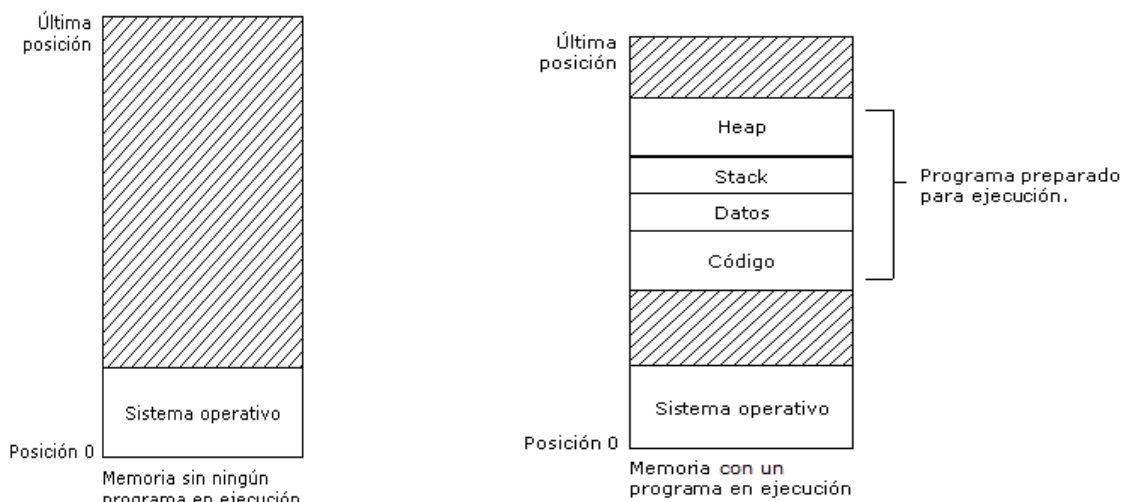 Última
posición
Sistema operativo
Posición 0
Memoria sin ningún
programa en ejecución
Última
posición
Heap
Stack
Datos
Código
Programa preparado
para ejecución.
Sistema operativo
Posición 0
Memoria con un
programa en ejecución